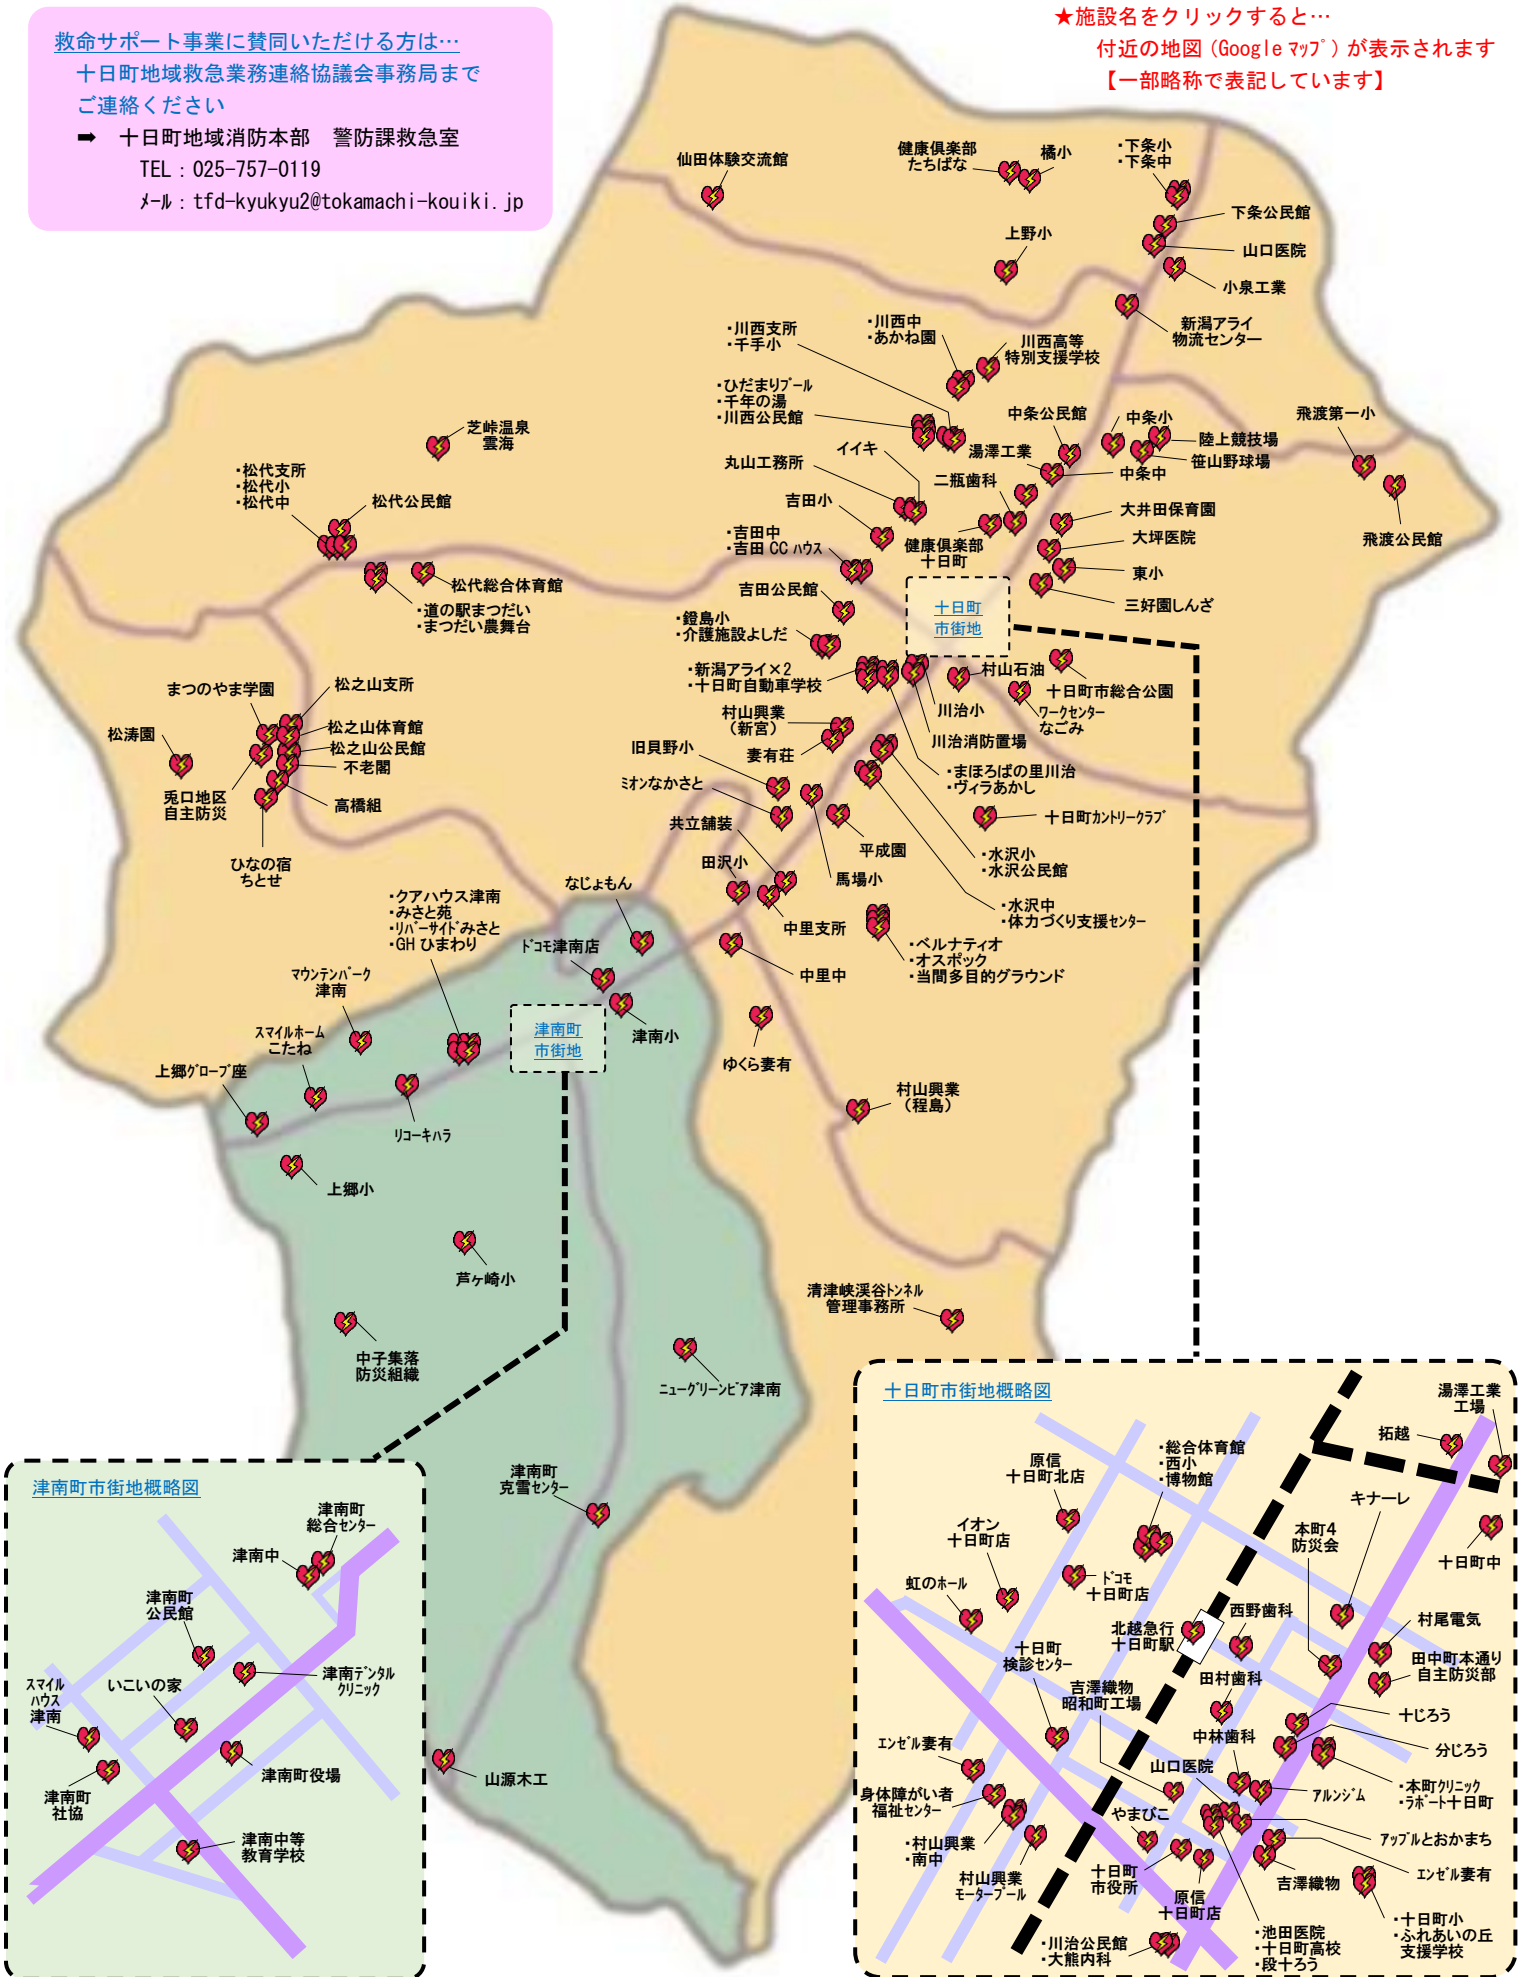 救命サポート事業に賛同いただける方は…
十日町地域救急業務連絡協議会事務局まで
ご連絡ください
➡ 十日町地域消防本部　警防課救急室
TEL：025-757-0119
ﾒｰﾙ：tfd-kyukyu2@tokamachi-kouiki.jp
★施設名をクリックすると…
付近の地図（Google ﾏｯﾌﾟ）が表示されます
【一部略称で表記しています】
仙田体験交流館
健康倶楽部
たちばな
橘小
・下条小
・下条中
下条公民館
山口医院
小泉工業
上野小
新潟アライ
物流センター
・川西支所
・千手小
・川西中
・あかね園
川西高等
特別支援学校
・ひだまりﾌﾟｰﾙ
・千年の湯
・川西公民館
中条公民館
中条小
陸上競技場
笹山野球場
飛渡第一小
飛渡公民館
芝峠温泉
雲海
イイキ
湯澤工業
中条中
丸山工務所
二瓶歯科
吉田小
大井田保育園
大坪医院
健康倶楽部
十日町
東小
三好園しんざ
・松代支所
・松代小
・松代中
松代公民館
松代総合体育館
・道の駅まつだい
・まつだい農舞台
・吉田中
・吉田 CC ハウス
吉田公民館
十日町
市街地
・鐙島小
・介護施設よしだ
・新潟アライ×2
・十日町自動車学校
村山石油
十日町市総合公園
ﾜｰｸｾﾝﾀｰ
なごみ
川治小
川治消防置場
村山興業
（新宮）
妻有荘
・まほろばの里川治
・ヴィラあかし
まつのやま学園
松之山支所
松之山体育館
松之山公民館
不老閣
高橋組
松涛園
兎口地区
自主防災
ひなの宿
ちとせ
旧貝野小
ﾐｵﾝなかさと
共立舗装
田沢小
平成園
馬場小
十日町ｶﾝﾄﾘｰｸﾗﾌﾞ
・水沢小
・水沢公民館
・水沢中
・体力づくり支援ｾﾝﾀｰ
中里支所
中里中
・ベルナティオ
・オスポック
・当間多目的グラウンド
なじょもん
・クアハウス津南
・みさと苑
・ﾘﾊﾞｰｻｲﾄﾞみさと
・GH ひまわり
ﾄﾞｺﾓ津南店
津南小
津南町
市街地
ゆくら妻有
ﾏｳﾝﾃﾝﾊﾟｰｸ
津南
ｽﾏｲﾙﾎｰﾑ
こたね
上郷ｸﾞﾛｰﾌﾞ座
ﾘｺｰｷﾊﾗ
上郷小
村山興業
（程島）
芦ヶ崎小
清津峡渓谷ﾄﾝﾈﾙ
管理事務所
中子集落
防災組織
ﾆｭｰｸﾞﾘｰﾝﾋﾟｱ津南
津南町
克雪ｾﾝﾀｰ
山源木工
津南町市街地概略図
津南町
総合ｾﾝﾀｰ
津南中
津南町
公民館
津南ﾃﾞﾝﾀﾙ
ｸﾘﾆｯｸ
いこいの家
ｽﾏｲﾙ
ﾊｳｽ
津南
津南町
社協
津南町役場
津南中等
教育学校
十日町市街地概略図
湯澤工業
工場
拓越
・総合体育館
・西小
・博物館
原信
十日町北店
キナーレ
イオン
十日町店
本町4
防災会
十日町中
ﾄﾞｺﾓ
十日町店
虹のﾎｰﾙ
西野歯科
北越急行
十日町駅
村尾電気
十日町
検診ｾﾝﾀｰ
田中町本通り
自主防災部
田村歯科
吉澤織物
昭和町工場
十じろう
中林歯科
分じろう
ｴﾝｾﾞﾙ妻有
山口医院
・本町ｸﾘﾆｯｸ
・ﾗﾎﾟｰﾄ十日町
ｱﾙﾝｼﾞﾑ
身体障がい者
福祉ｾﾝﾀｰ
やまびこ
ｱｯﾌﾟﾙとおかまち
・村山興業
・南中
村山興業
ﾓｰﾀｰﾌﾟｰﾙ
十日町
市役所
吉澤織物
ｴﾝｾﾞﾙ妻有
原信
十日町店
・川治公民館
・大熊内科
・池田医院
・十日町高校
・段十ろう
・十日町小
・ふれあいの丘
支援学校